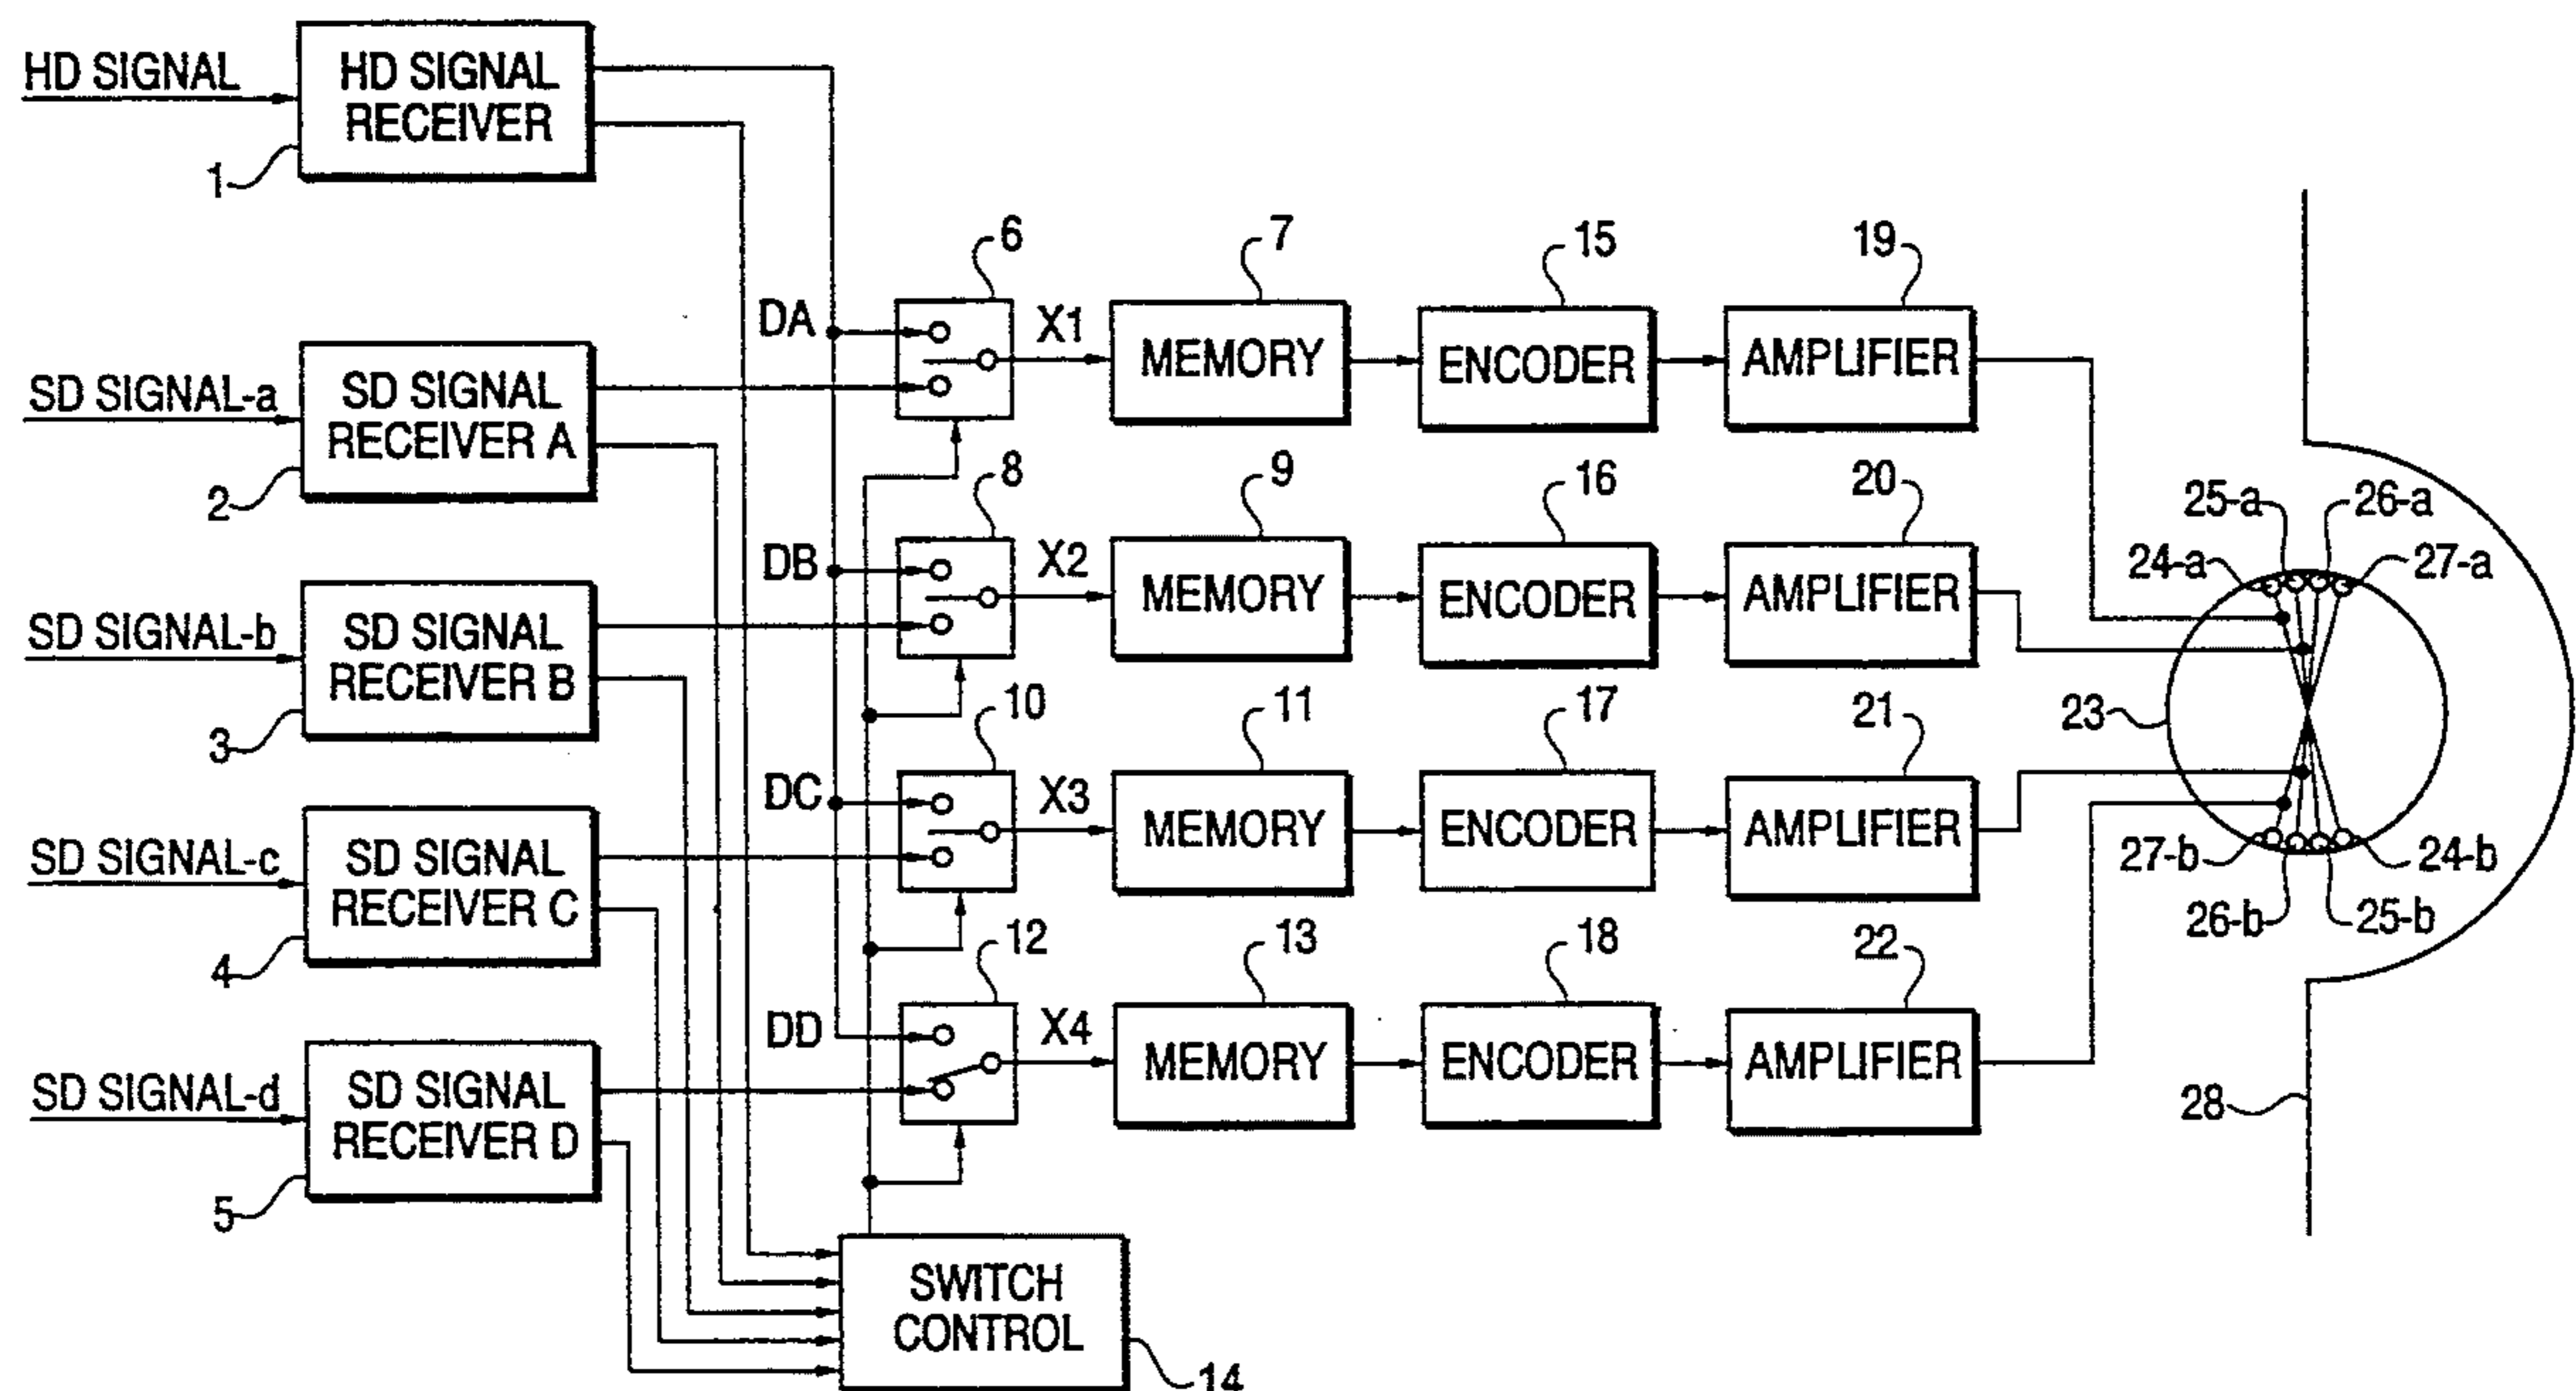 HD SIGNAL
HD SIGNAL
RECEIVER
1
SD SIGNAL-a
SD SIGNAL
RECEIVER A
2
SD SIGNAL-b
SD SIGNAL
RECEIVER B
3
SD SIGNAL-c
SD SIGNAL
RECEIVER C
4
SD SIGNAL-d
SD SIGNAL
RECEIVER D
5
DA
6
X1
7
MEMORY
15
ENCODER
19
AMPLIFIER
DB
8
X2
9
MEMORY
16
ENCODER
20
AMPLIFIER
DC
10
X3
11
MEMORY
17
ENCODER
21
AMPLIFIER
DD
12
X4
13
MEMORY
18
ENCODER
22
AMPLIFIER
SWITCH
CONTROL
14
25-a
26-a
24-a
27-a
23
27-b
24-b
26-b
25-b
28